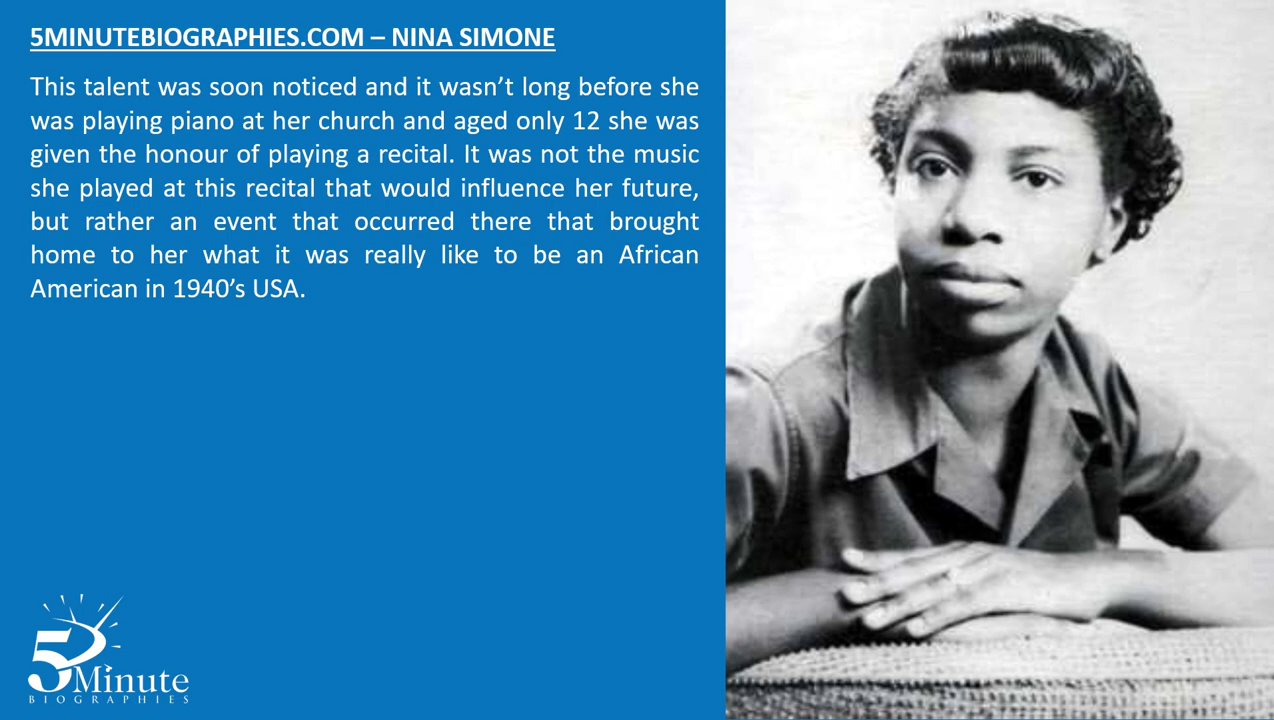 5MINUTEBIOGRAPHIES.COM – NINA SIMONE
This talent was soon noticed and it wasn’t long before she
was playing piano at her church and aged only 12 she was
given the honour of playing a recital. It was not the music
she played at this recital that would influence her future,
but rather an event that occurred there that brought
home to her what it was really like to be an African
American in 1940’s USA.
5 Minute
BIOGRAPHIES